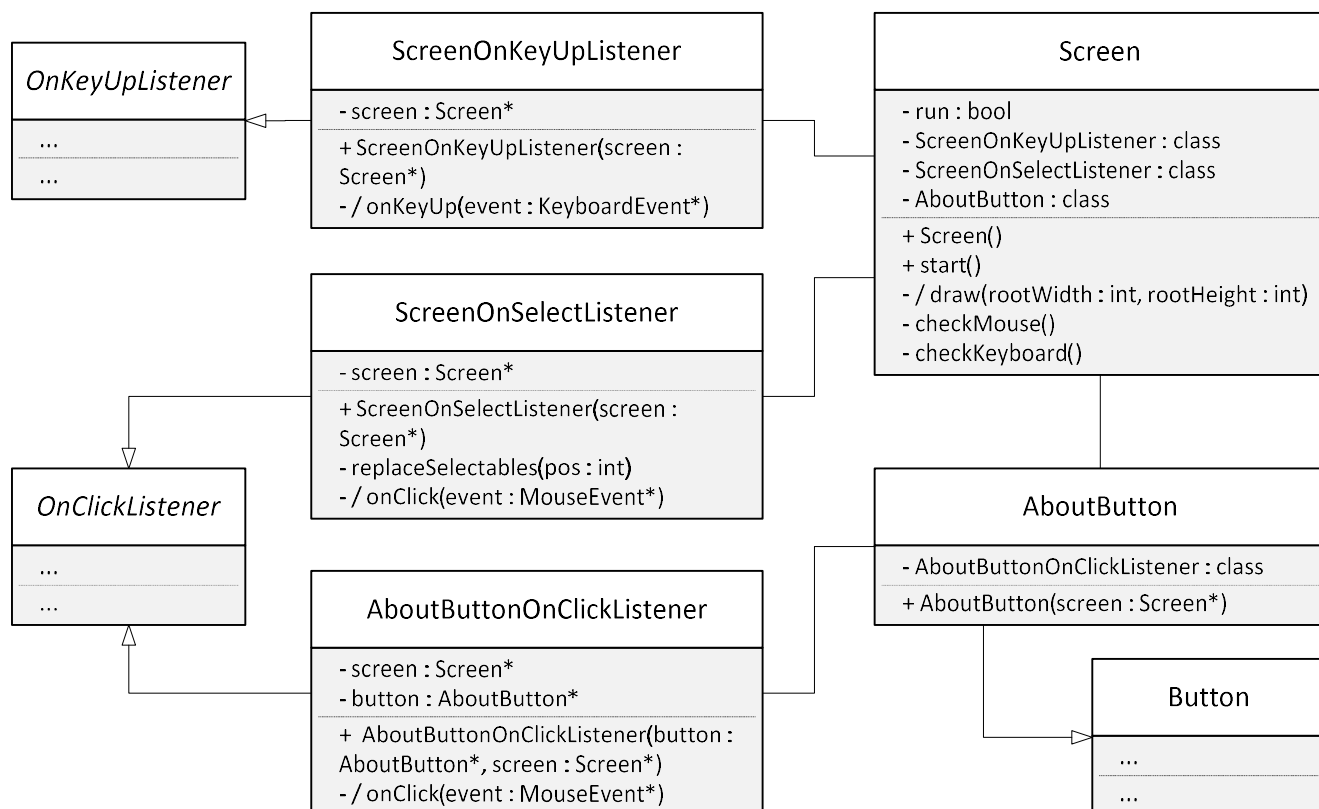 OnKeyUpListener
...
...
ScreenOnKeyUpListener
- screen : Screen*
+ ScreenOnKeyUpListener(screen :
Screen*)
- / onKeyUp(event : KeyboardEvent*)
Screen
- run : bool
- ScreenOnKeyUpListener : class
- ScreenOnSelectListener : class
- AboutButton : class
+ Screen()
+ start()
- / draw(rootWidth : int, rootHeight : int)
- checkMouse()
- checkKeyboard()
ScreenOnSelectListener
- screen : Screen*
+ ScreenOnSelectListener(screen :
Screen*)
- replaceSelectables(pos : int)
- / onClick(event : MouseEvent*)
OnClickListener
...
...
AboutButton
- AboutButtonOnClickListener : class
+ AboutButton(screen : Screen*)
AboutButtonOnClickListener
- screen : Screen*
- button : AboutButton*
+ AboutButtonOnClickListener(button :
AboutButton*, screen : Screen*)
- / onClick(event : MouseEvent*)
Button
...
...